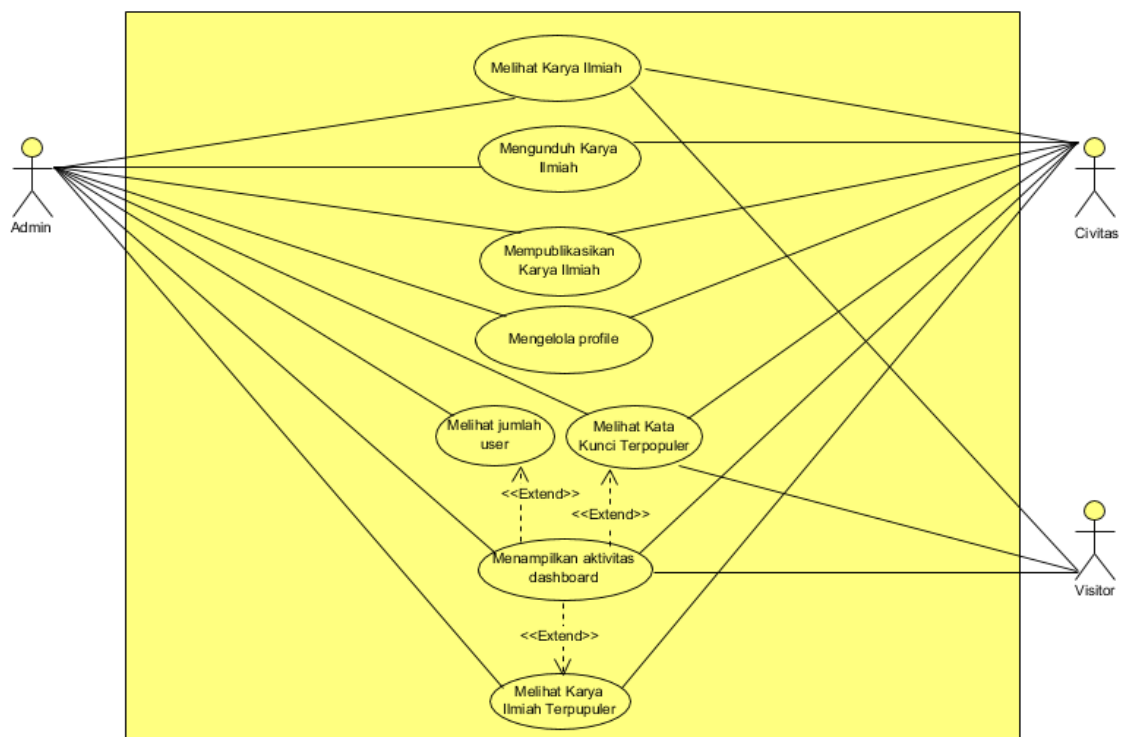 Melihat Karya Ilmiah
Mengunduh Karya
Ilmiah
Admin
Civitas
Mempublikasikan
Karya Ilmiah
Mengelola profile
Melihat jumlah
user
Melihat Kata
Kunci Terpopuler
<<Extend>>
<<Extend>>
Menampilkan aktivitas
dashboard
Visitor
<<Extend>>
Melihat Karya
Ilmiah Terpupuler